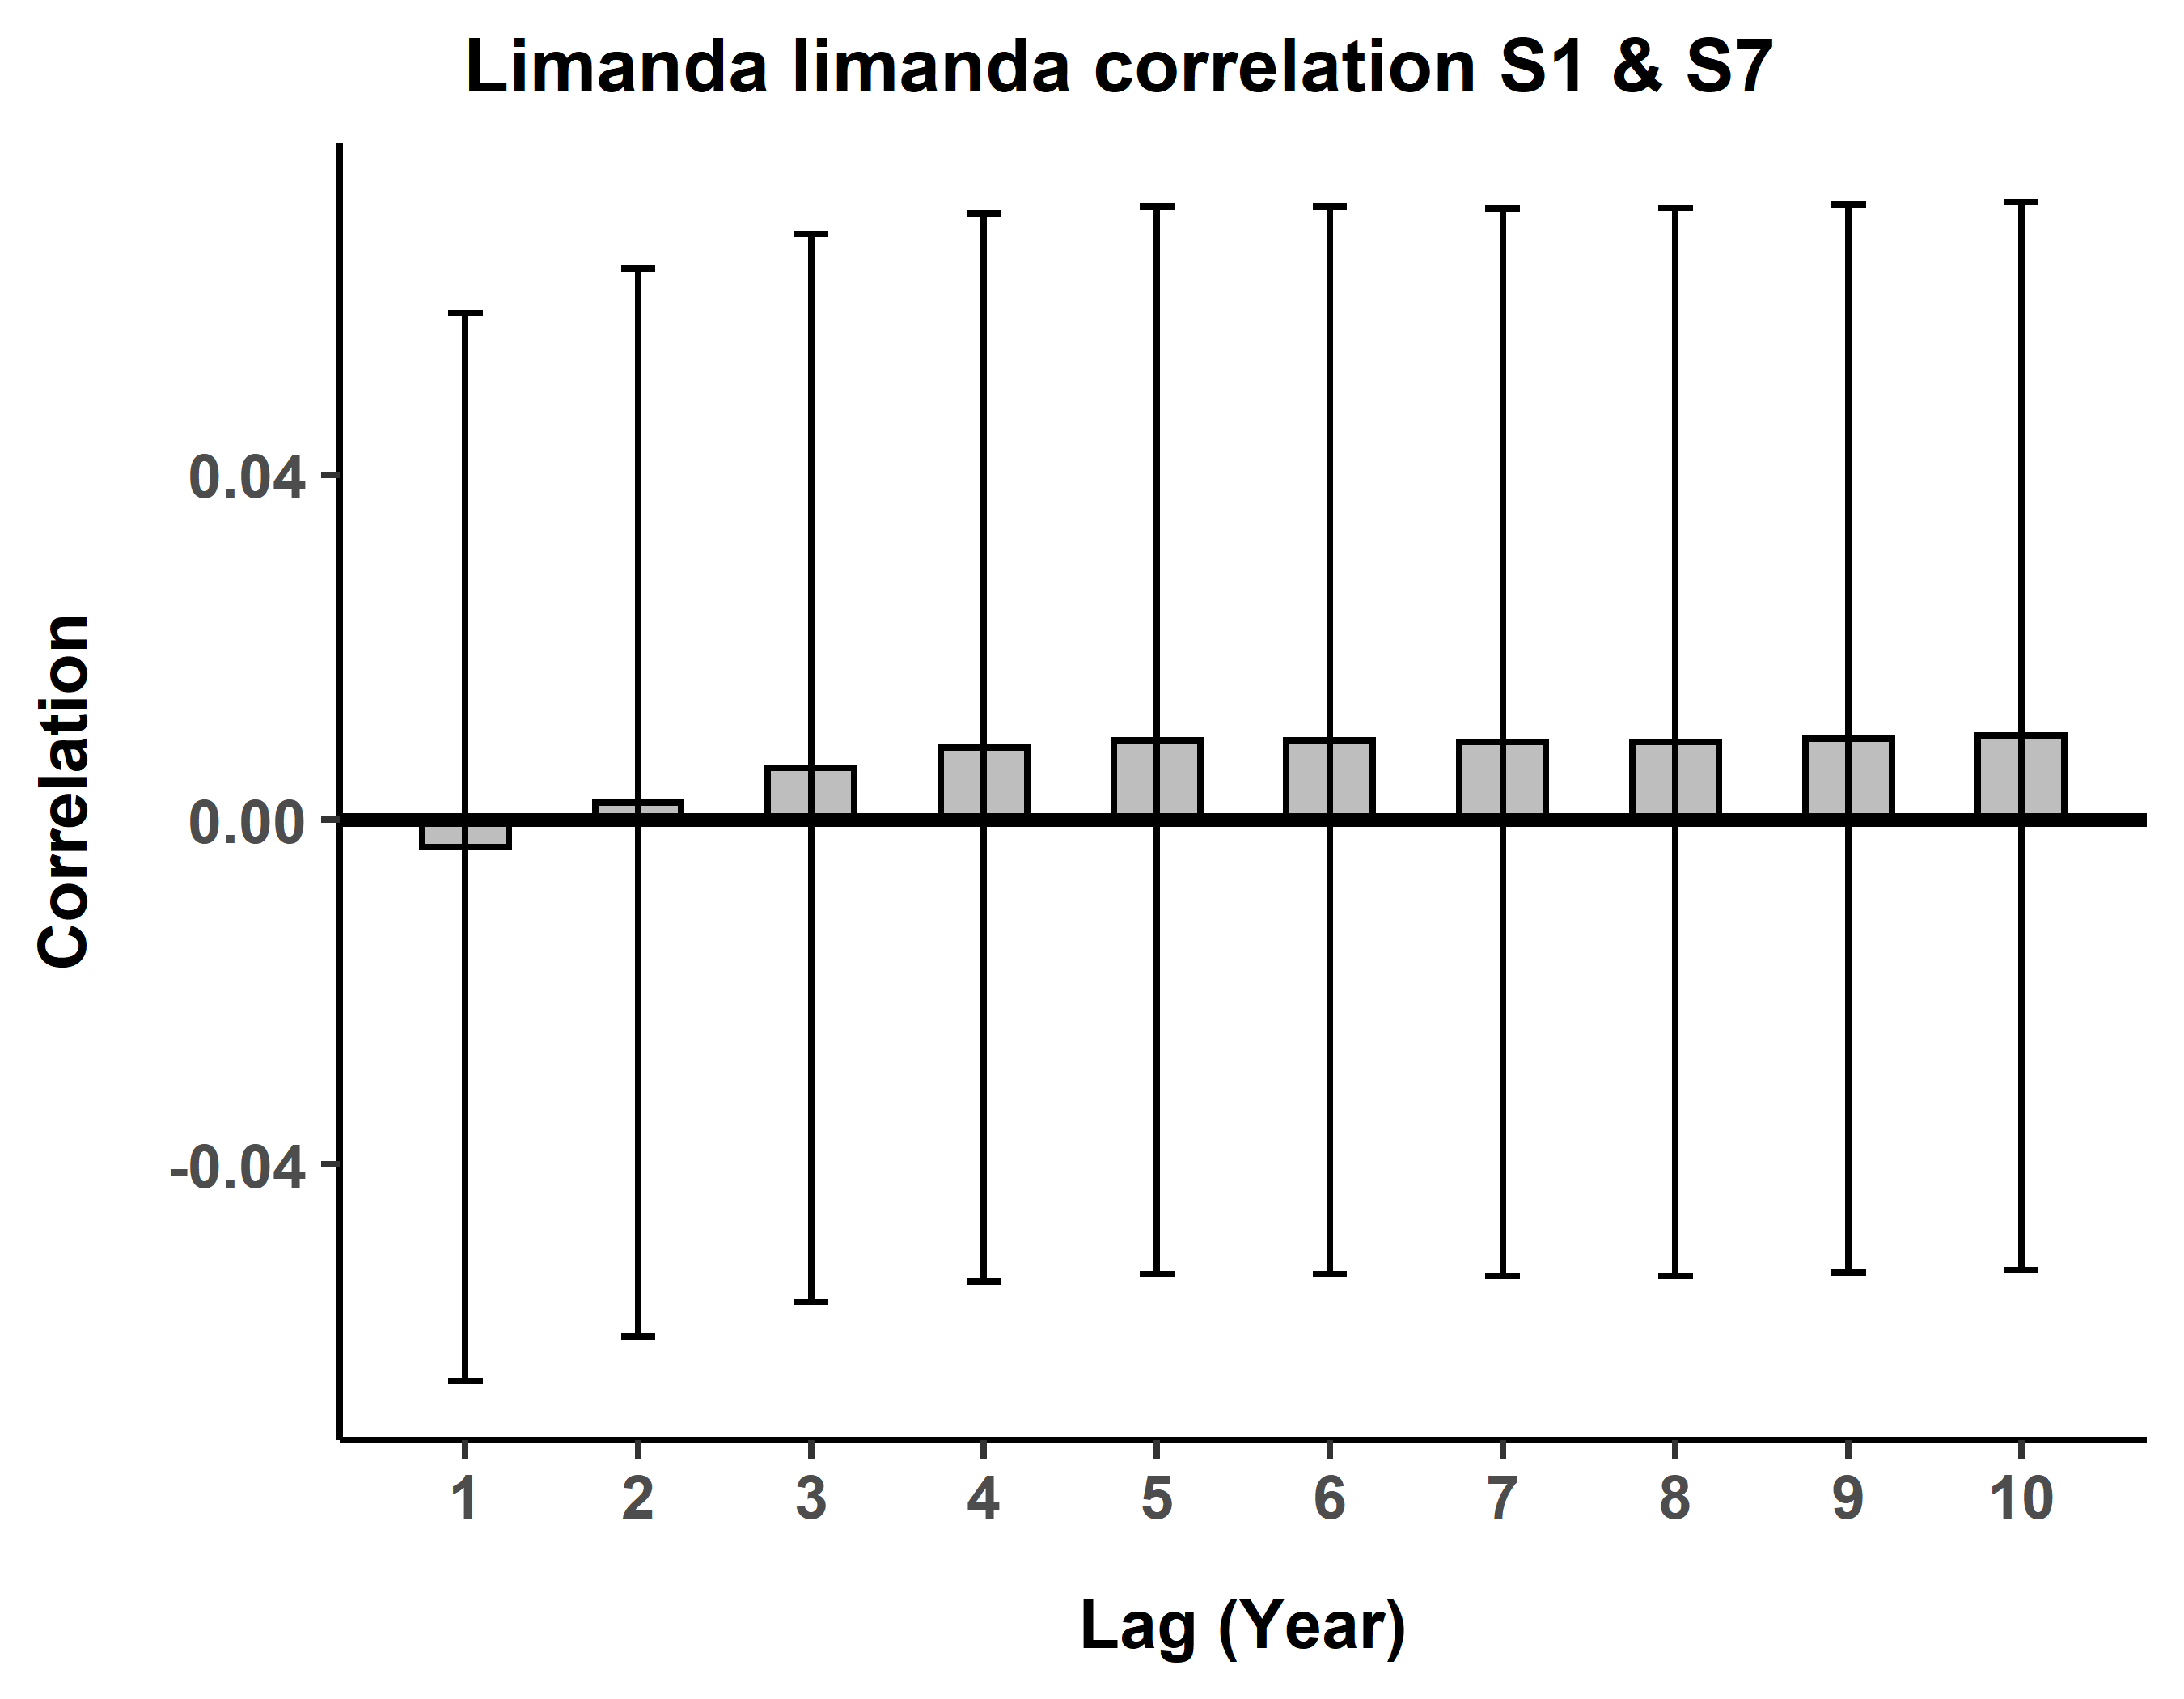 Limanda limanda correlation S1 & S7
Correlation
0.04
0.00
-0.04
1 2 3 4 5 6 7 8 9 10
Lag (Year)